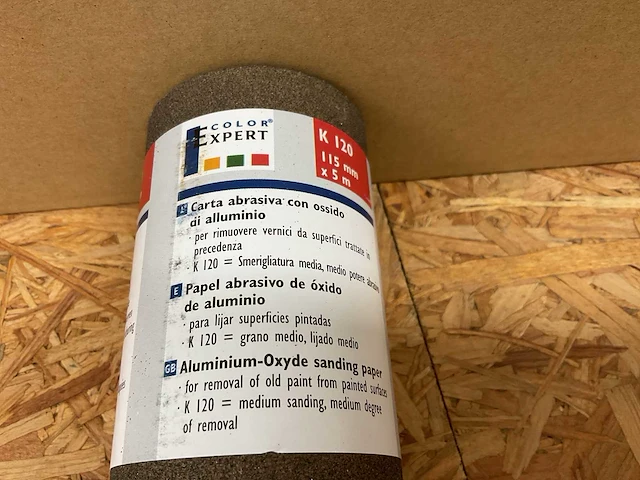 COLOR®
EXPERT
K 120
115 mm
x 5 m
I Carta abrasiva con ossido
di alluminio
· per rimuovere vernici da superfici trattate in
precedenza
· K 120 = Smerigliatura media, medio potere abrasivo
E Papel abrasivo de óxido
de aluminio
· para lijar superficies pintadas
· K 120 = grano medio, lijado medio
GB Aluminium-Oxyde sanding paper
· for removal of old paint from painted surfaces
· K 120 = medium sanding, medium degree
of removal